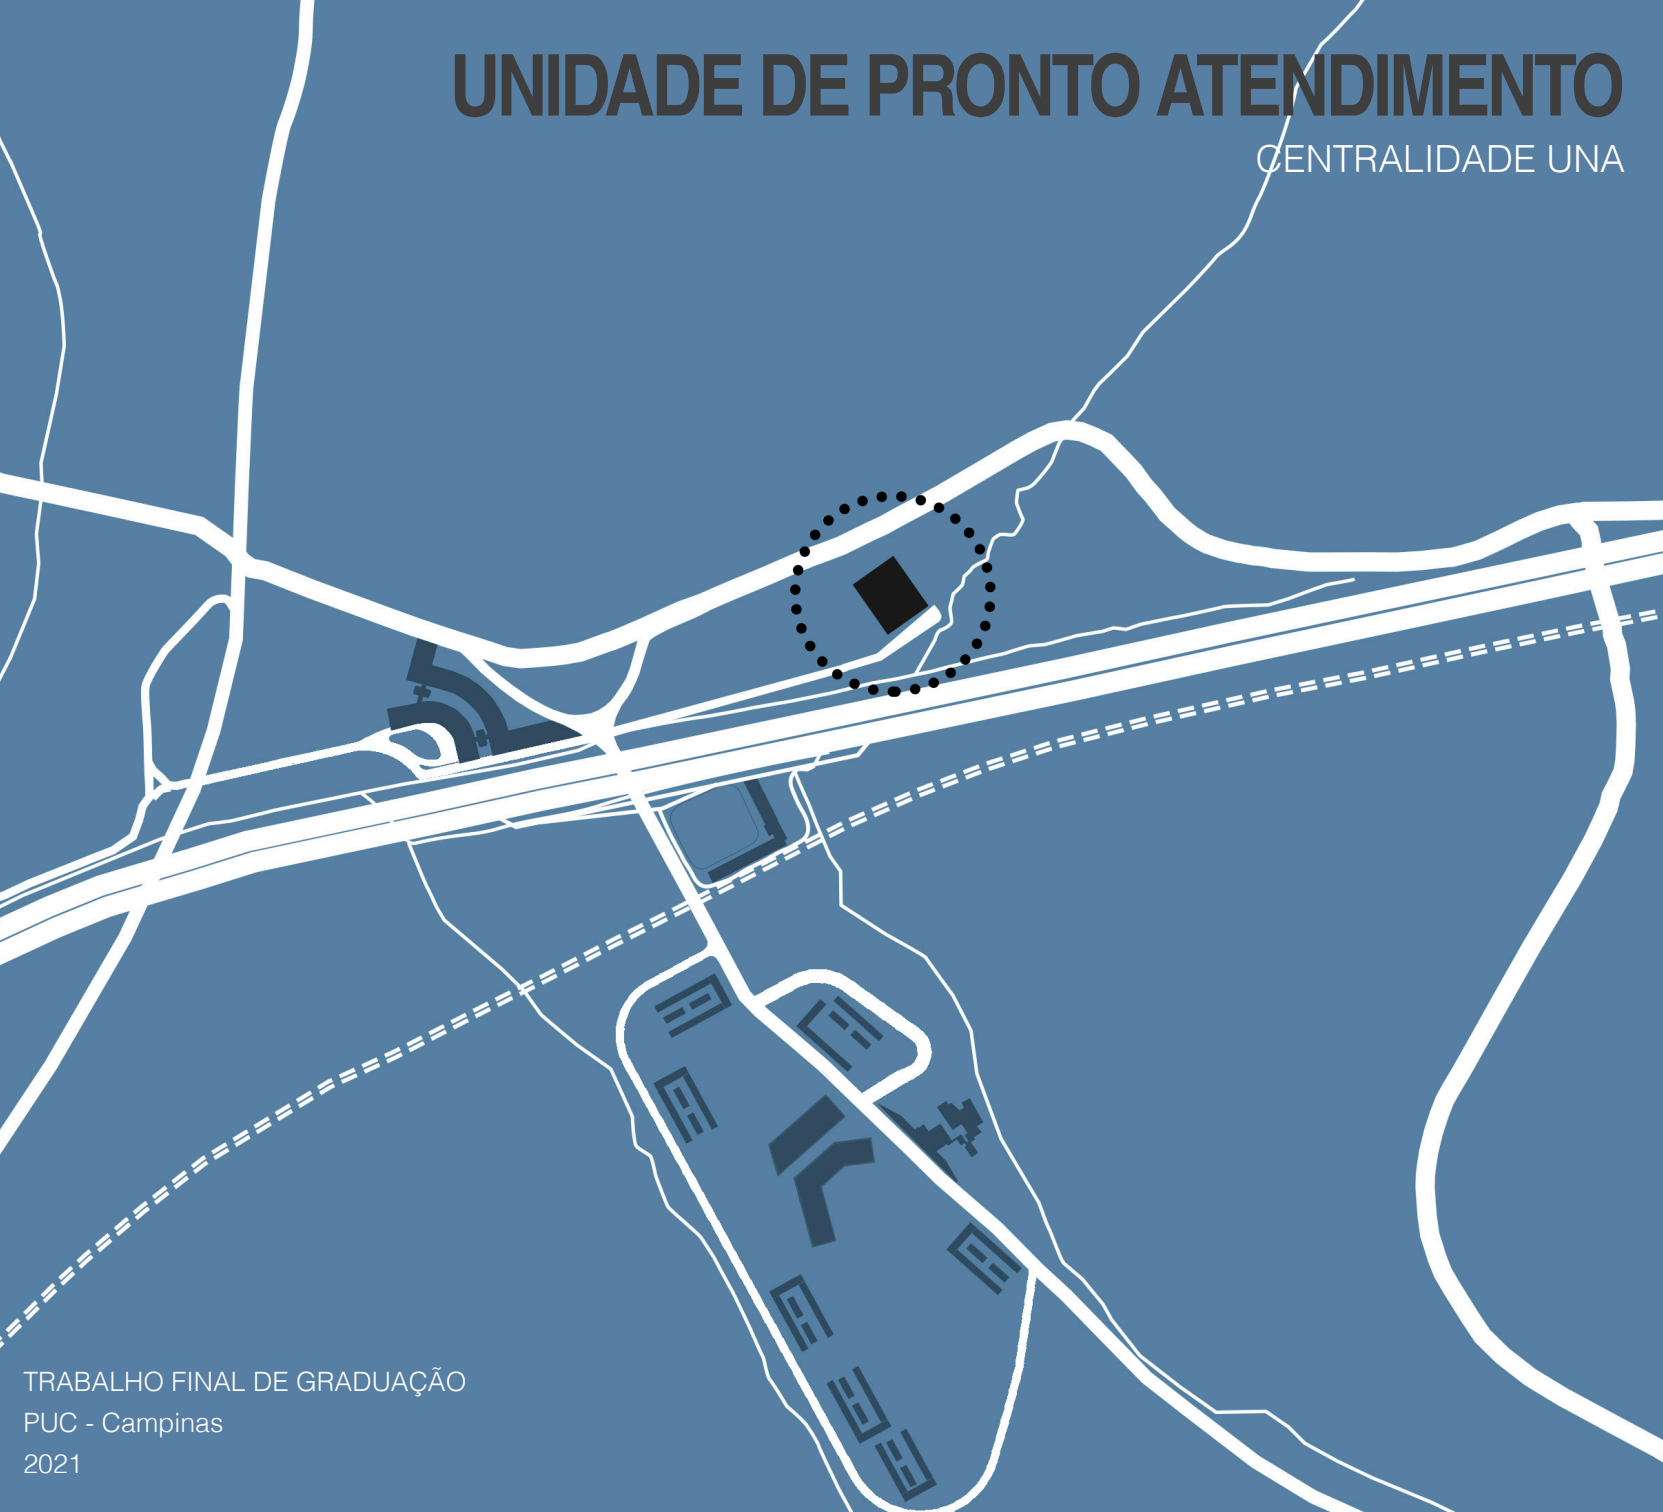 UNIDADE DE PRONTO ATENDIMENTO
CENTRALIDADE UNA
TRABALHO FINAL DE GRADUAÇÃO
PUC - Campinas
2021